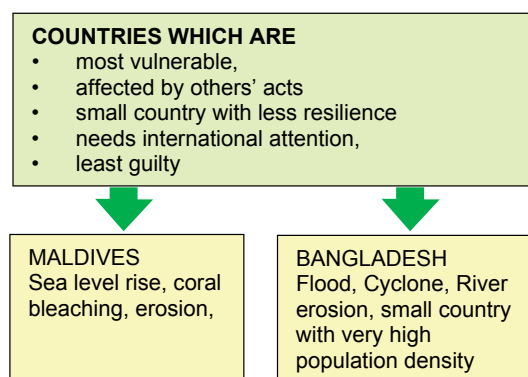 COUNTRIES WHICH ARE
• most vulnerable,
• affected by others’ acts
• small country with less resilience
• needs international attention,
• least guilty
MALDIVES
Sea level rise, coral
bleaching, erosion,
BANGLADESH
Flood, Cyclone, River
erosion, small country
with very high
population density